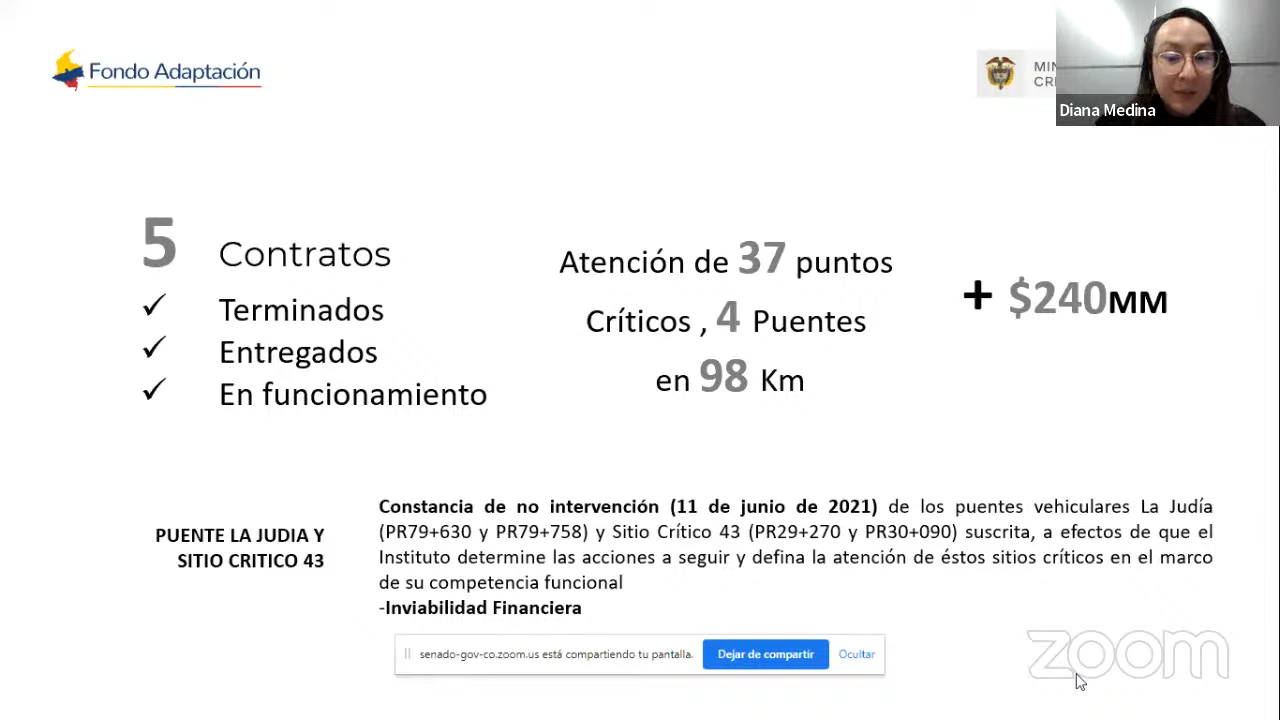 Fondo Adaptación
Diana Medina
5 Contratos
✓ Terminados
✓ Entregados
✓ En funcionamiento
Atención de 37 puntos
Críticos , 4 Puentes
en 98 Km
+ $240MM
PUENTE LA JUDIA Y
SITIO CRITICO 43
Constancia de no intervención (11 de junio de 2021) de los puentes vehiculares La Judía
(PR79+630 y PR79+758) y Sitio Crítico 43 (PR29+270 y PR30+090) suscrita, a efectos de que el
Instituto determine las acciones a seguir y defina la atención de éstos sitios críticos en el marco
de su competencia funcional
-Inviabilidad Financiera
senado-gov-co.zoom.us está compartiendo tu pantalla.
Dejar de compartir
Ocultar
zoom